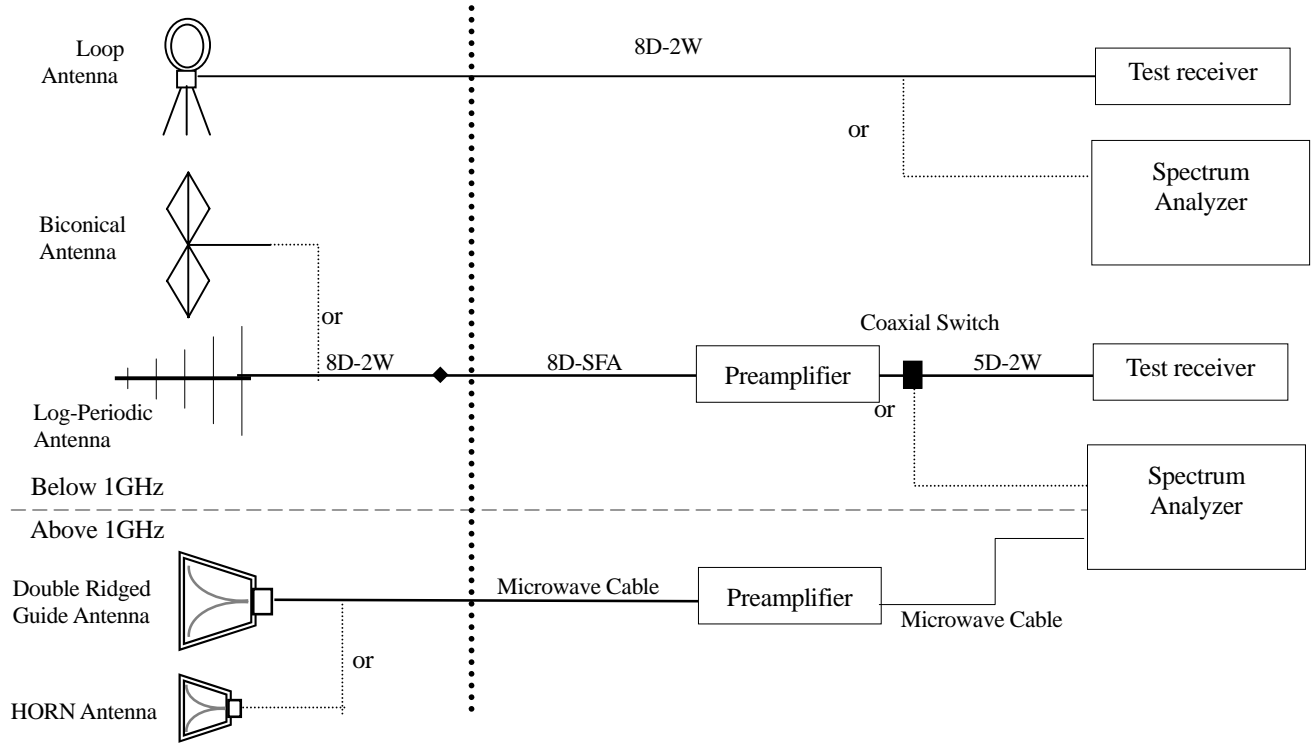 Loop
Antenna
8D-2W
Test receiver
or
Spectrum
Analyzer
Biconical
Antenna
or
Coaxial Switch
8D-2W
8D-SFA
Preamplifier
5D-2W
Test receiver
or
Log-Periodic
Antenna
Spectrum
Analyzer
Below 1GHz
Above 1GHz
Double Ridged
Guide Antenna
Microwave Cable
Preamplifier
Microwave Cable
or
HORN Antenna